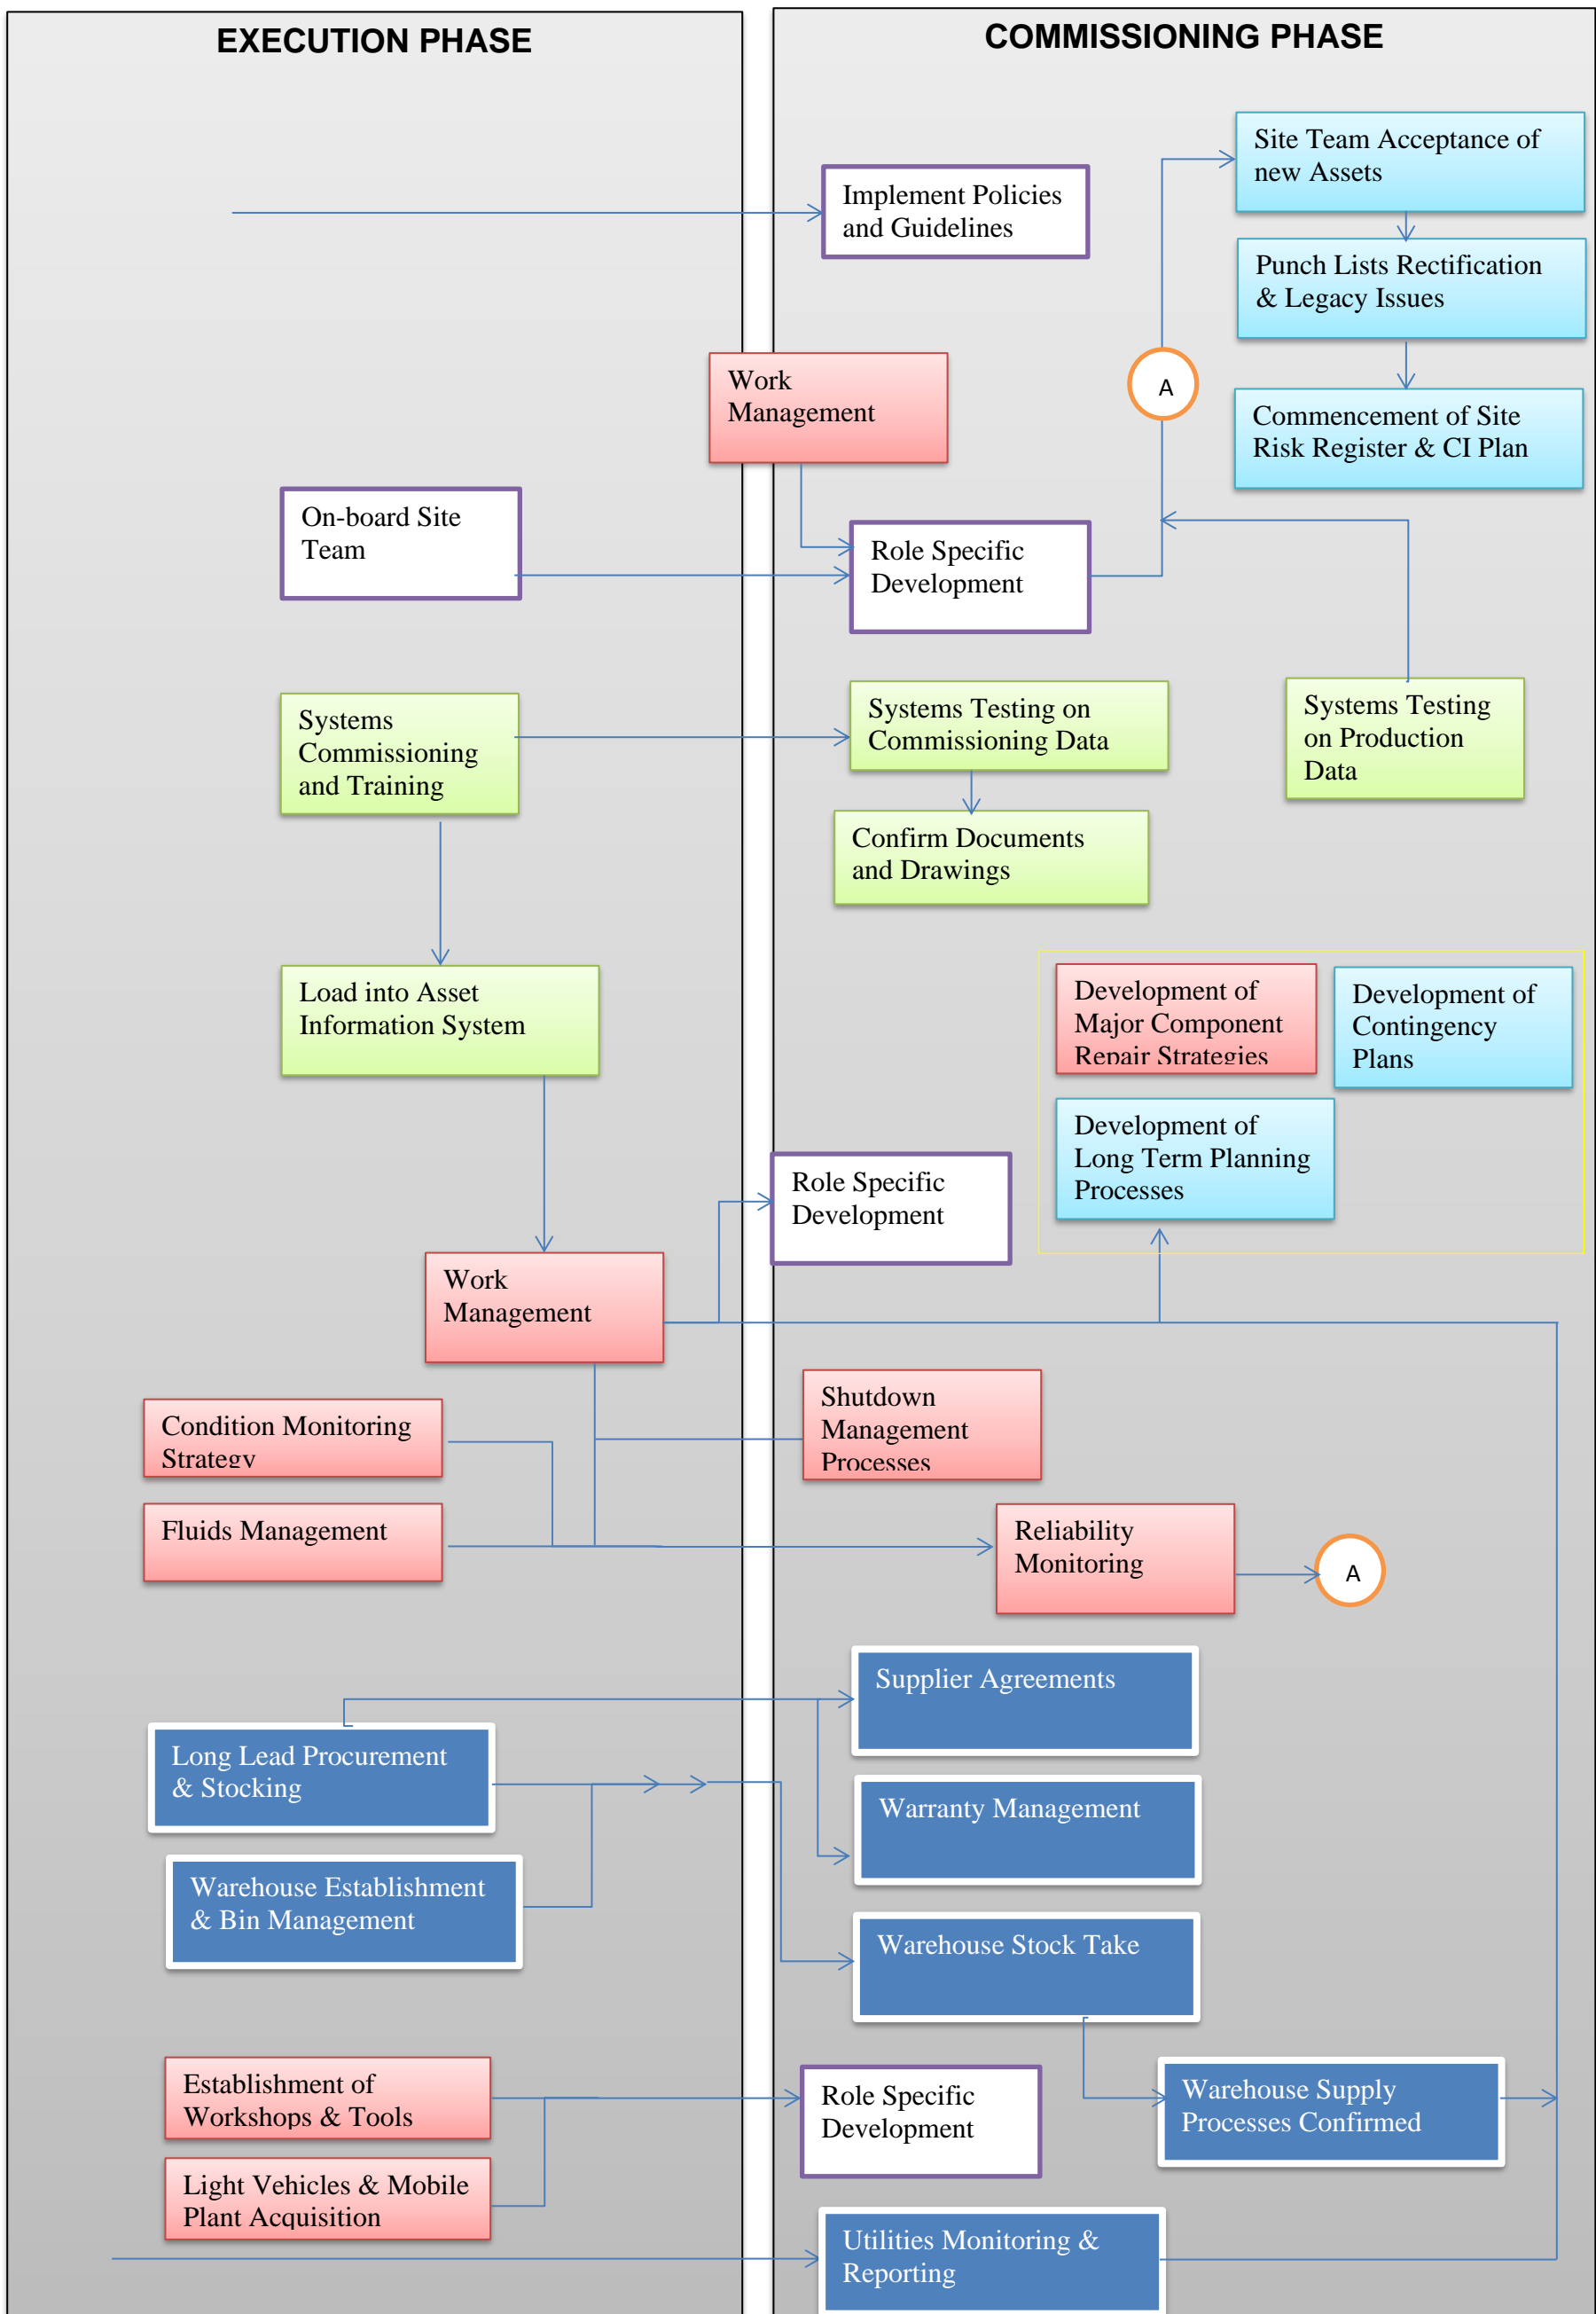 EXECUTION PHASE
COMMISSIONING PHASE
Site Team Acceptance of
new Assets
Implement Policies
and Guidelines
Punch Lists Rectification
& Legacy Issues
Work
Management
A
Commencement of Site
Risk Register & CI Plan
On-board Site
Team
Role Specific
Development
Systems
Commissioning
and Training
Systems Testing on
Commissioning Data
Systems Testing
on Production
Data
Confirm Documents
and Drawings
Load into Asset
Information System
Development of
Major Component
Repair Strategies
Development of
Contingency
Plans
Development of
Long Term Planning
Processes
Role Specific
Development
Work
Management
Shutdown
Management
Processes
Condition Monitoring
Strategy
Fluids Management
Reliability
Monitoring
A
Supplier Agreements
Long Lead Procurement
& Stocking
Warranty Management
Warehouse Establishment
& Bin Management
Warehouse Stock Take
Establishment of
Workshops & Tools
Role Specific
Development
Warehouse Supply
Processes Confirmed
Light Vehicles & Mobile
Plant Acquisition
Utilities Monitoring &
Reporting